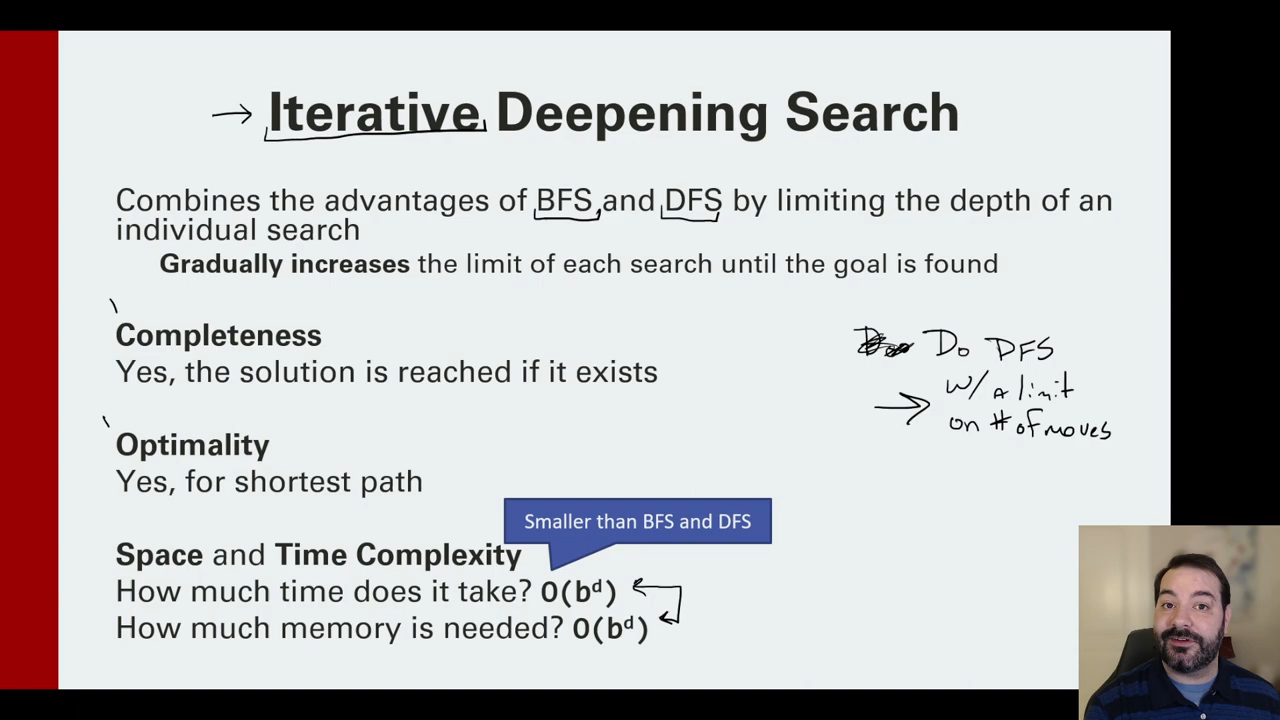 → Iterative Deepening Search
Combines the advantages of BFS and DFS by limiting the depth of an
individual search
Gradually increases the limit of each search until the goal is found
Completeness
Yes, the solution is reached if it exists
Do DFS
w/ a limit
on # of moves
Optimality
Yes, for shortest path
Smaller than BFS and DFS
Space and Time Complexity
How much time does it take? O(bᵈ)
How much memory is needed? O(bᵈ)